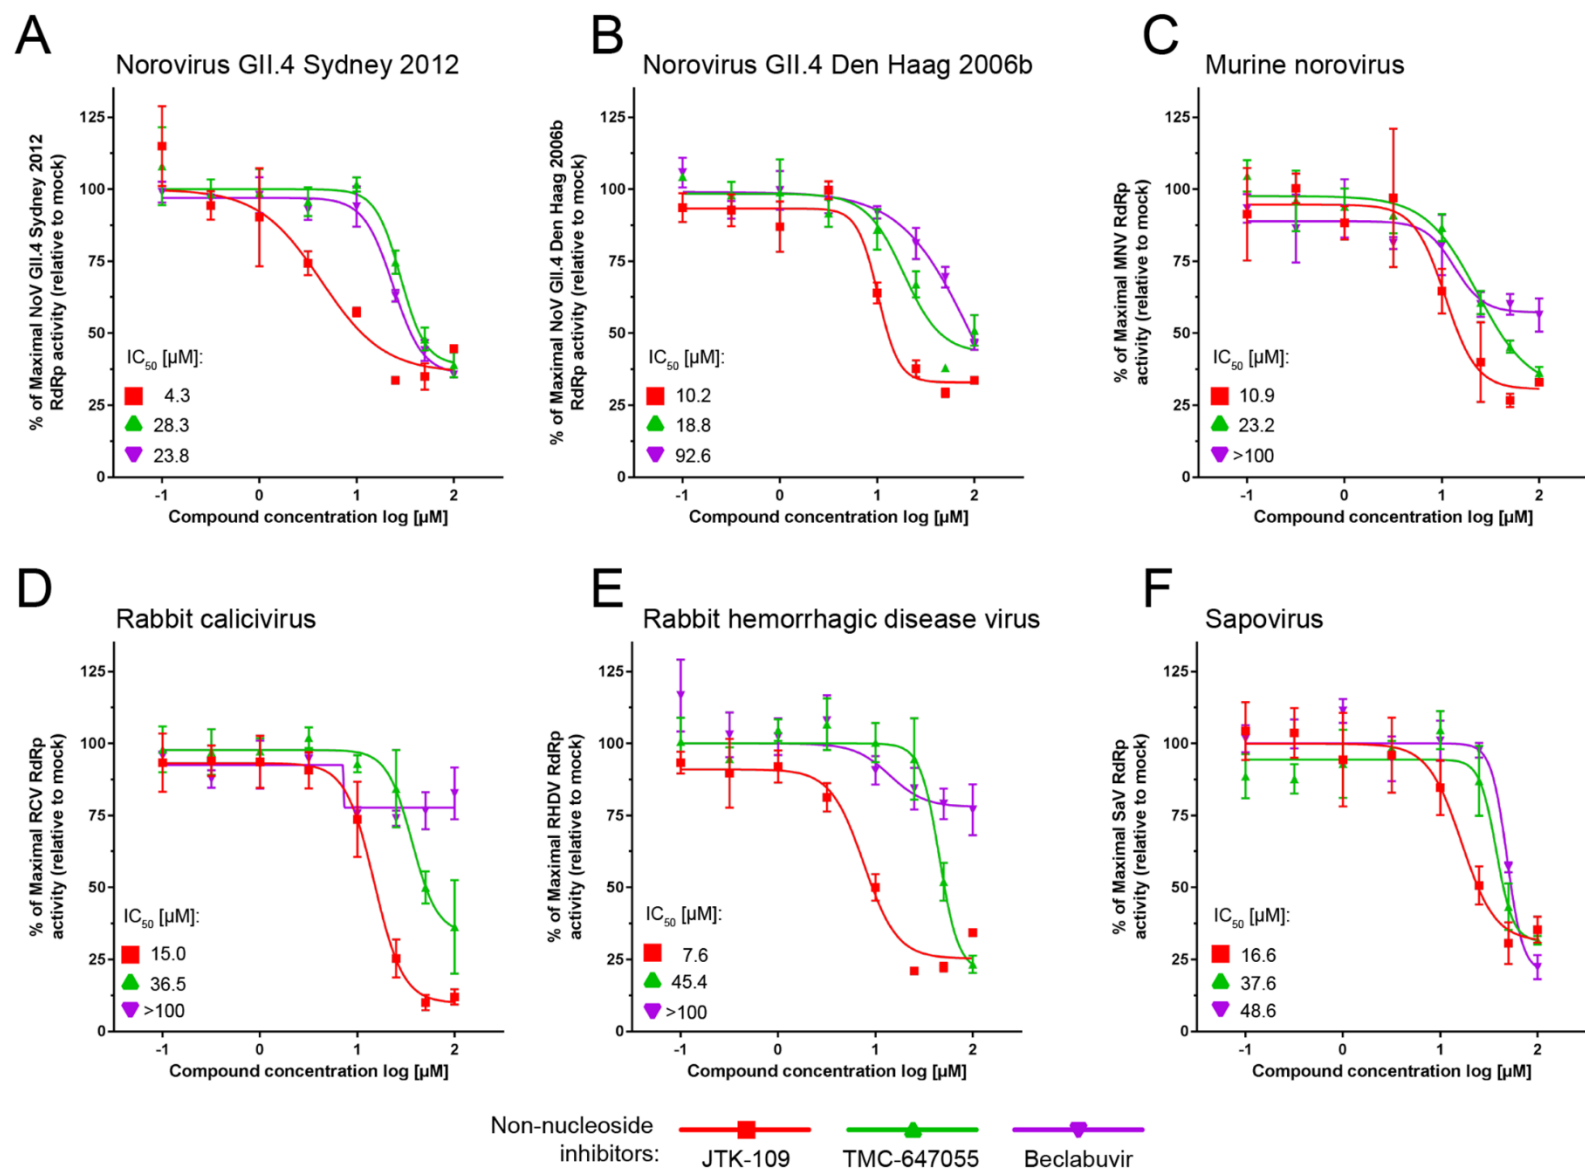 A
Norovirus GII.4 Sydney 2012
% of Maximal NoV GII.4 Sydney 2012
RdRp activity (relative to mock)
125
100
75
50
25
0
IC50 [µM]:
4.3
28.3
23.8
-1 0 1 2
Compound concentration log [µM]
B
Norovirus GII.4 Den Haag 2006b
% of Maximal NoV GII.4 Den Haag 2006b
RdRp activity (relative to mock)
125
100
75
50
25
0
IC50 [µM]:
10.2
18.8
92.6
-1 0 1 2
Compound concentration log [µM]
C
Murine norovirus
% of Maximal MNV RdRp
activity (relative to mock)
125
100
75
50
25
0
IC50 [µM]:
10.9
23.2
>100
-1 0 1 2
Compound concentration log [µM]
D
Rabbit calicivirus
% of Maximal RCV RdRp
activity (relative to mock)
125
100
75
50
25
0
IC50 [µM]:
15.0
36.5
>100
-1 0 1 2
Compound concentration log [µM]
E
Rabbit hemorrhagic disease virus
% of Maximal RHDV RdRp
activity (relative to mock)
125
100
75
50
25
0
IC50 [µM]:
7.6
45.4
>100
-1 0 1 2
Compound concentration log [µM]
F
Sapovirus
% of Maximal SaV RdRp
activity (relative to mock)
125
100
75
50
25
0
IC50 [µM]:
16.6
37.6
48.6
-1 0 1 2
Compound concentration log [µM]
Non-nucleoside
inhibitors:
JTK-109 TMC-647055 Beclabuvir